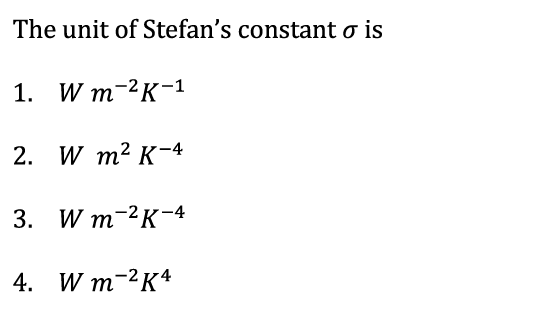 The unit of Stefan’s constant σ is
1. W m⁻²K⁻¹
2. W m² K⁻⁴
3. W m⁻²K⁻⁴
4. W m⁻²K⁴